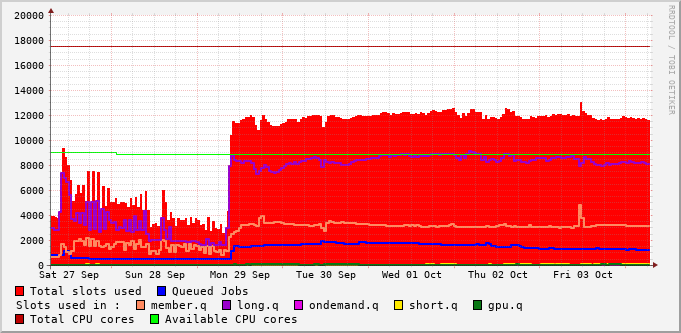 RRDTOOL / TOBI OETIKER
20000
18000
16000
14000
12000
10000
8000
6000
4000
2000
0
Sat 27 Sep Sun 28 Sep Mon 29 Sep Tue 30 Sep Wed 01 Oct Thu 02 Oct Fri 03 Oct
Total slots used Queued Jobs
Slots used in : member.q long.q ondemand.q short.q gpu.q
Total CPU cores Available CPU cores